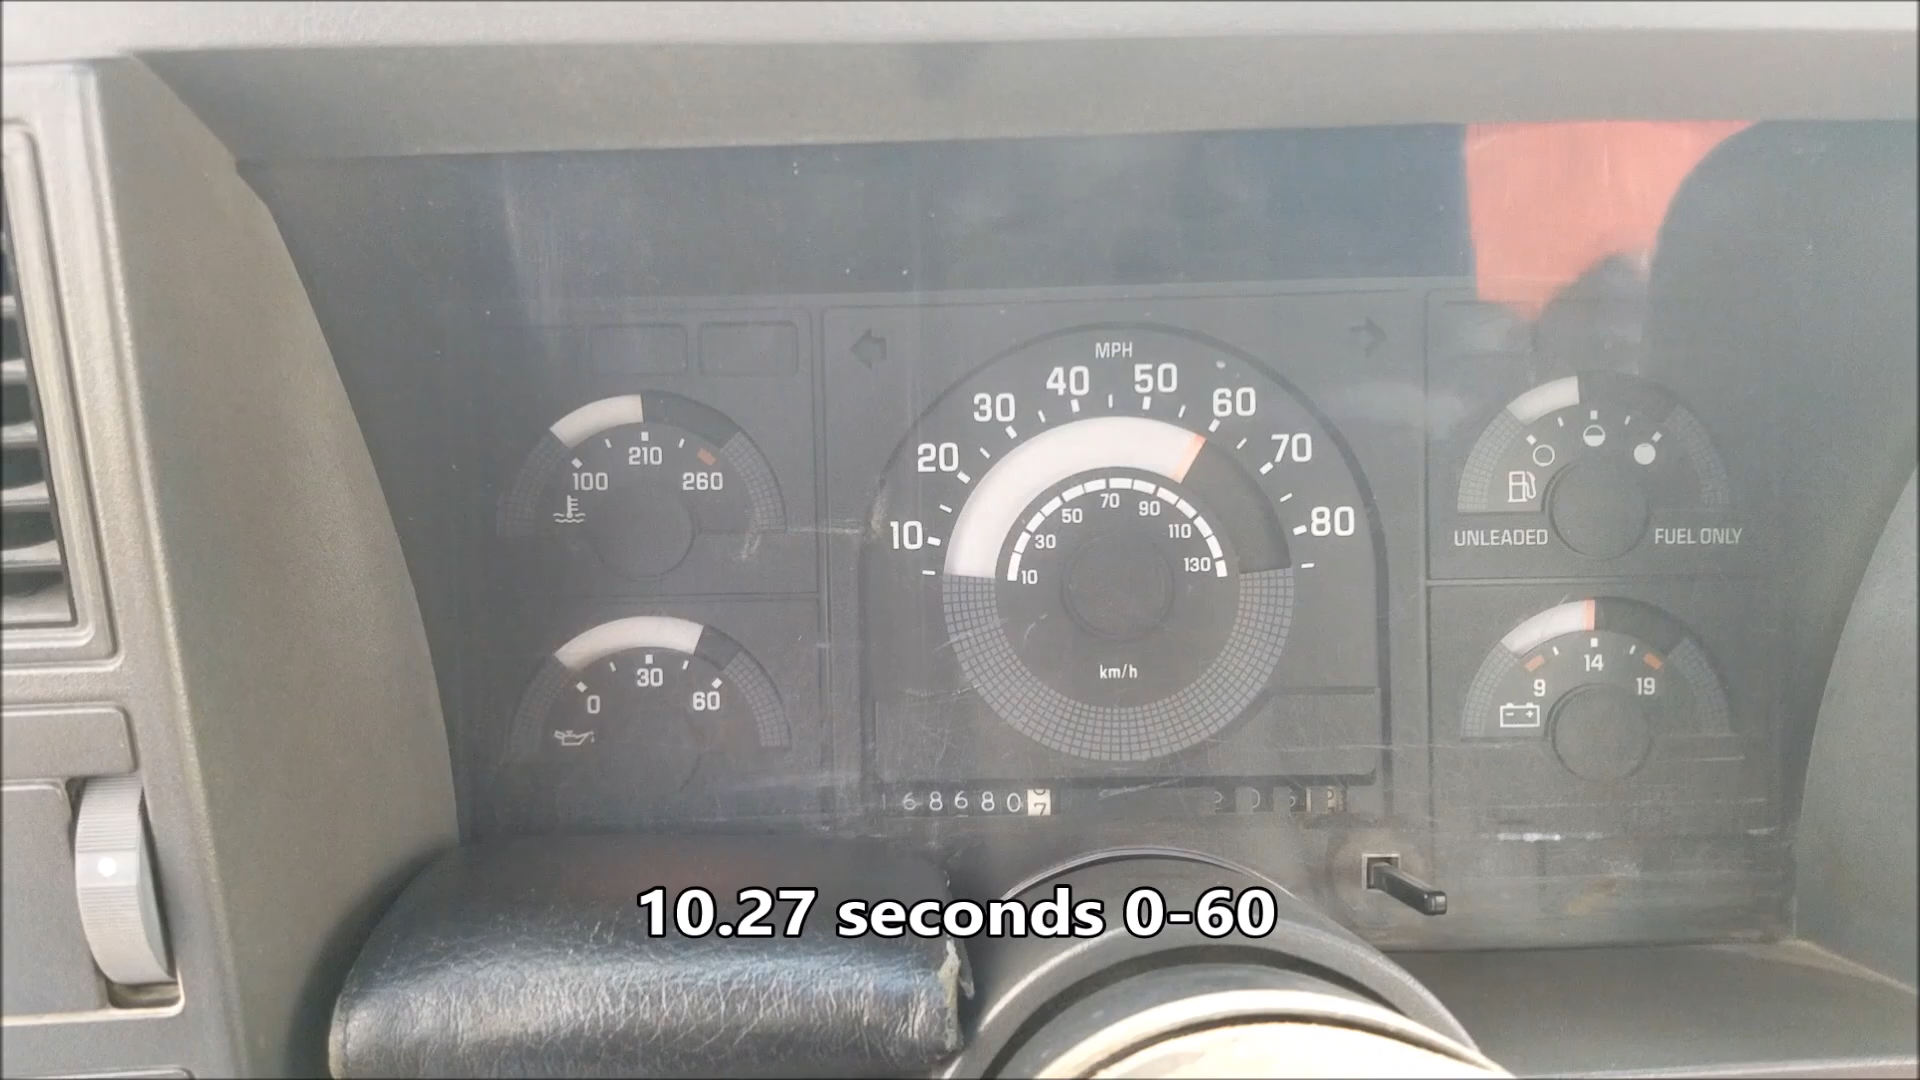 MPH
10 20 30 40 50 60 70 80
10 30 50 70 90 110 130
km/h
100 210 260
UNLEADED FUEL ONLY
0 30 60
9 14 19
68680
10.27 seconds 0-60